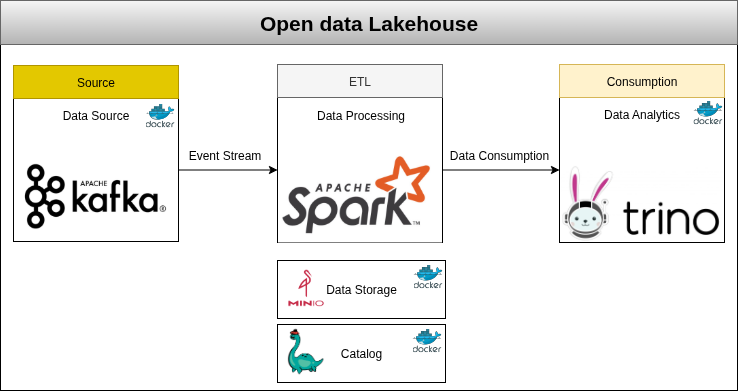 Open data Lakehouse
Source
Data Source
docker
APACHE
kafka®
Event Stream
ETL
Data Processing
APACHE
Spark™
Data Consumption
Consumption
Data Analytics
docker
trino
MINIO
Data Storage
docker
Catalog
docker